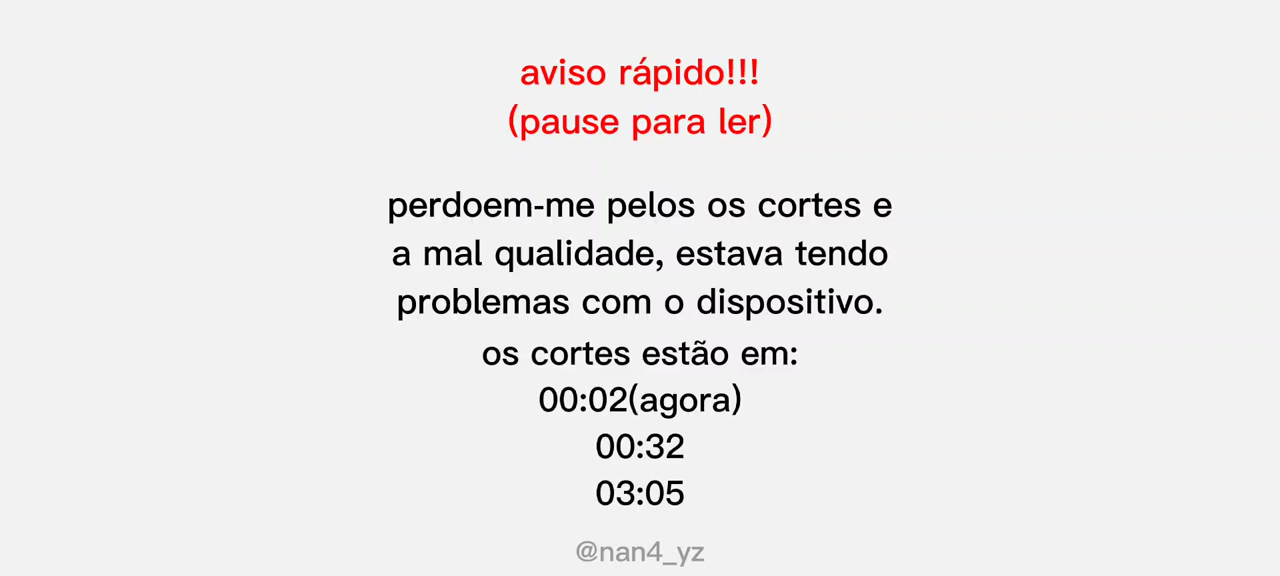 aviso rápido!!!
(pause para ler)
perdoem-me pelos os cortes e
a mal qualidade, estava tendo
problemas com o dispositivo.
os cortes estão em:
00:02(agora)
00:32
03:05
@nan4_yz